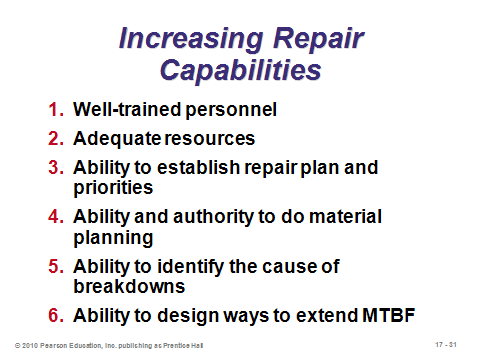 Increasing Repair
Capabilities
1. Well-trained personnel
2. Adequate resources
3. Ability to establish repair plan and
priorities
4. Ability and authority to do material
planning
5. Ability to identify the cause of
breakdowns
6. Ability to design ways to extend MTBF
© 2010 Pearson Education, Inc. publishing as Prentice Hall
17 - 31